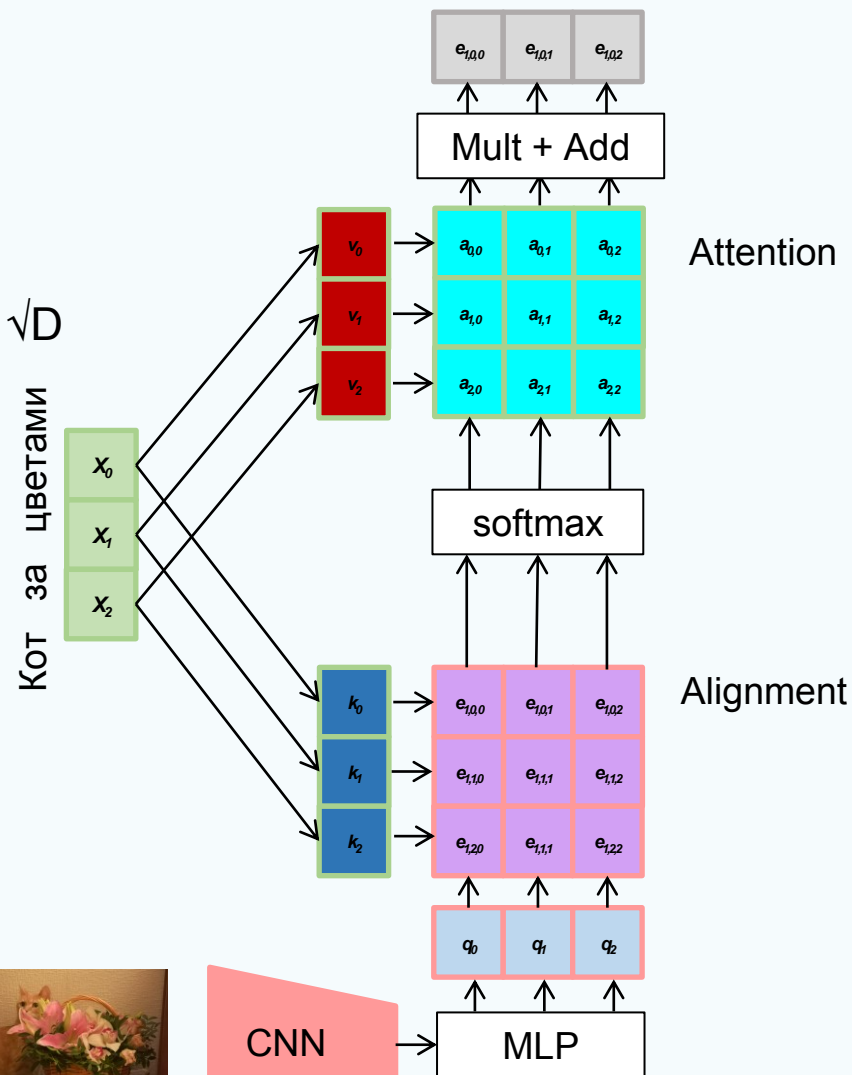 e1,0,0 e1,0,1 e1,0,2
Mult + Add
v0 a0,0 a0,1 a0,2
Attention
v1 a1,0 a1,1 a1,2
√D
v2 a2,0 a2,1 a2,2
Кот за цветами
x0
x1
x2
softmax
k0 e1,0,0 e1,0,1 e1,0,2
Alignment
k1 e1,1,0 e1,1,1 e1,1,2
k2 e1,2,0 e1,1,1 e1,2,2
q0 q1 q2
CNN
MLP